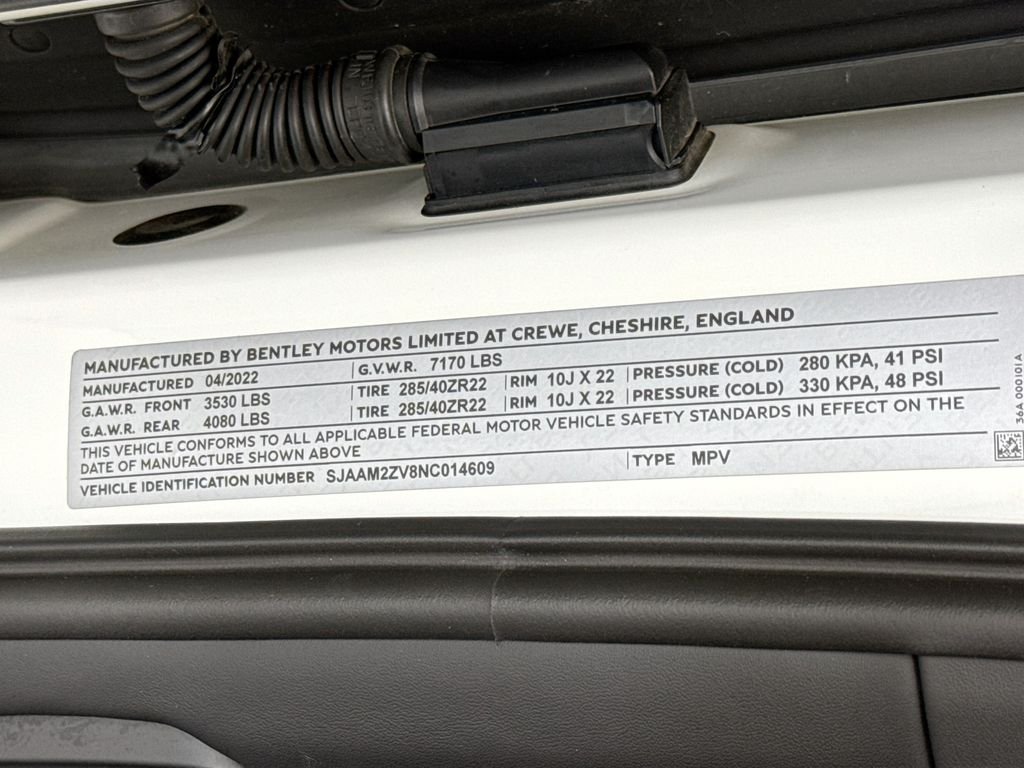 MANUFACTURED BY BENTLEY MOTORS LIMITED AT CREWE, CHESHIRE, ENGLAND
MANUFACTURED 04/2022 G.V.W.R. 7170 LBS
G.A.W.R. FRONT 3530 LBS TIRE 285/40ZR22 RIM 10J X 22 PRESSURE (COLD) 280 KPA, 41 PSI
G.A.W.R. REAR 4080 LBS TIRE 285/40ZR22 RIM 10J X 22 PRESSURE (COLD) 330 KPA, 48 PSI
THIS VEHICLE CONFORMS TO ALL APPLICABLE FEDERAL MOTOR VEHICLE SAFETY STANDARDS IN EFFECT ON THE
DATE OF MANUFACTURE SHOWN ABOVE
VEHICLE IDENTIFICATION NUMBER SJAAM2ZV8NC014609 TYPE MPV
36A 000101A